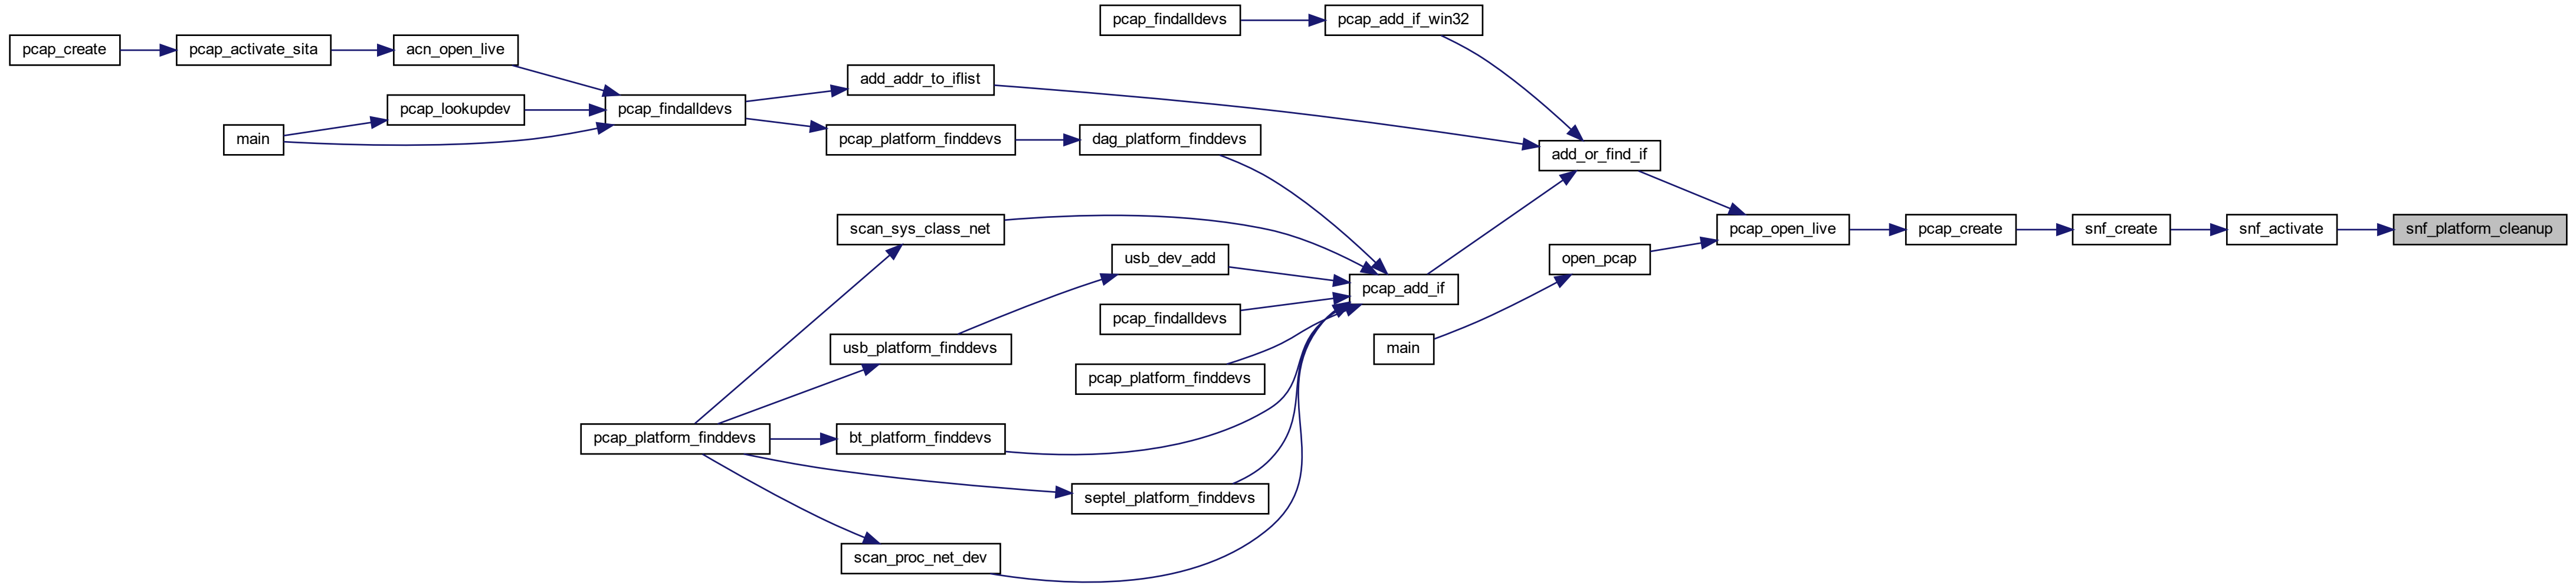 pcap_findalldevs
pcap_add_if_win32
pcap_create
pcap_activate_sita
acn_open_live
add_addr_to_iflist
pcap_lookupdev
pcap_findalldevs
main
pcap_platform_finddevs
dag_platform_finddevs
add_or_find_if
scan_sys_class_net
pcap_open_live
pcap_create
snf_create
snf_activate
snf_platform_cleanup
usb_dev_add
open_pcap
pcap_add_if
pcap_findalldevs
usb_platform_finddevs
main
pcap_platform_finddevs
pcap_platform_finddevs
bt_platform_finddevs
septel_platform_finddevs
scan_proc_net_dev